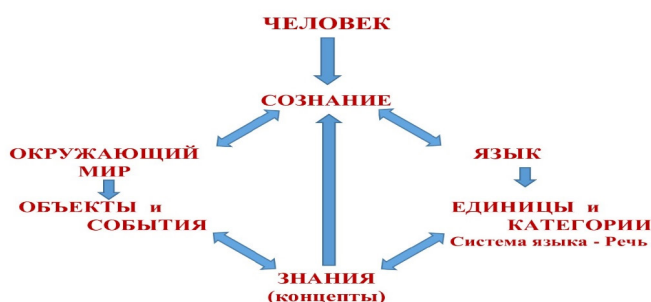 ЧЕЛОВЕК
СОЗНАНИЕ
ОКРУЖАЮЩИЙ
МИР
ЯЗЫК
ОБЪЕКТЫ и
СОБЫТИЯ
ЕДИНИЦЫ и
КАТЕГОРИИ
Система языка - Речь
ЗНАНИЯ
(концепты)